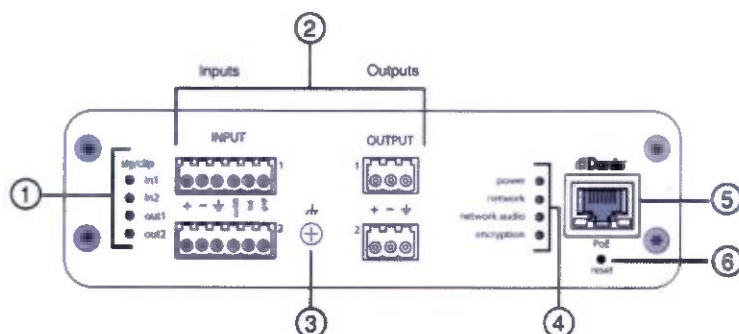 ②
Inputs
Outputs
INPUT
OUTPUT
sig/clip
in1
in2
out1
out2
①
1
2
+ −
1
2
+ −
③
power
network
network audio
encryption
④
Dante
PoE
reset
⑤
⑥